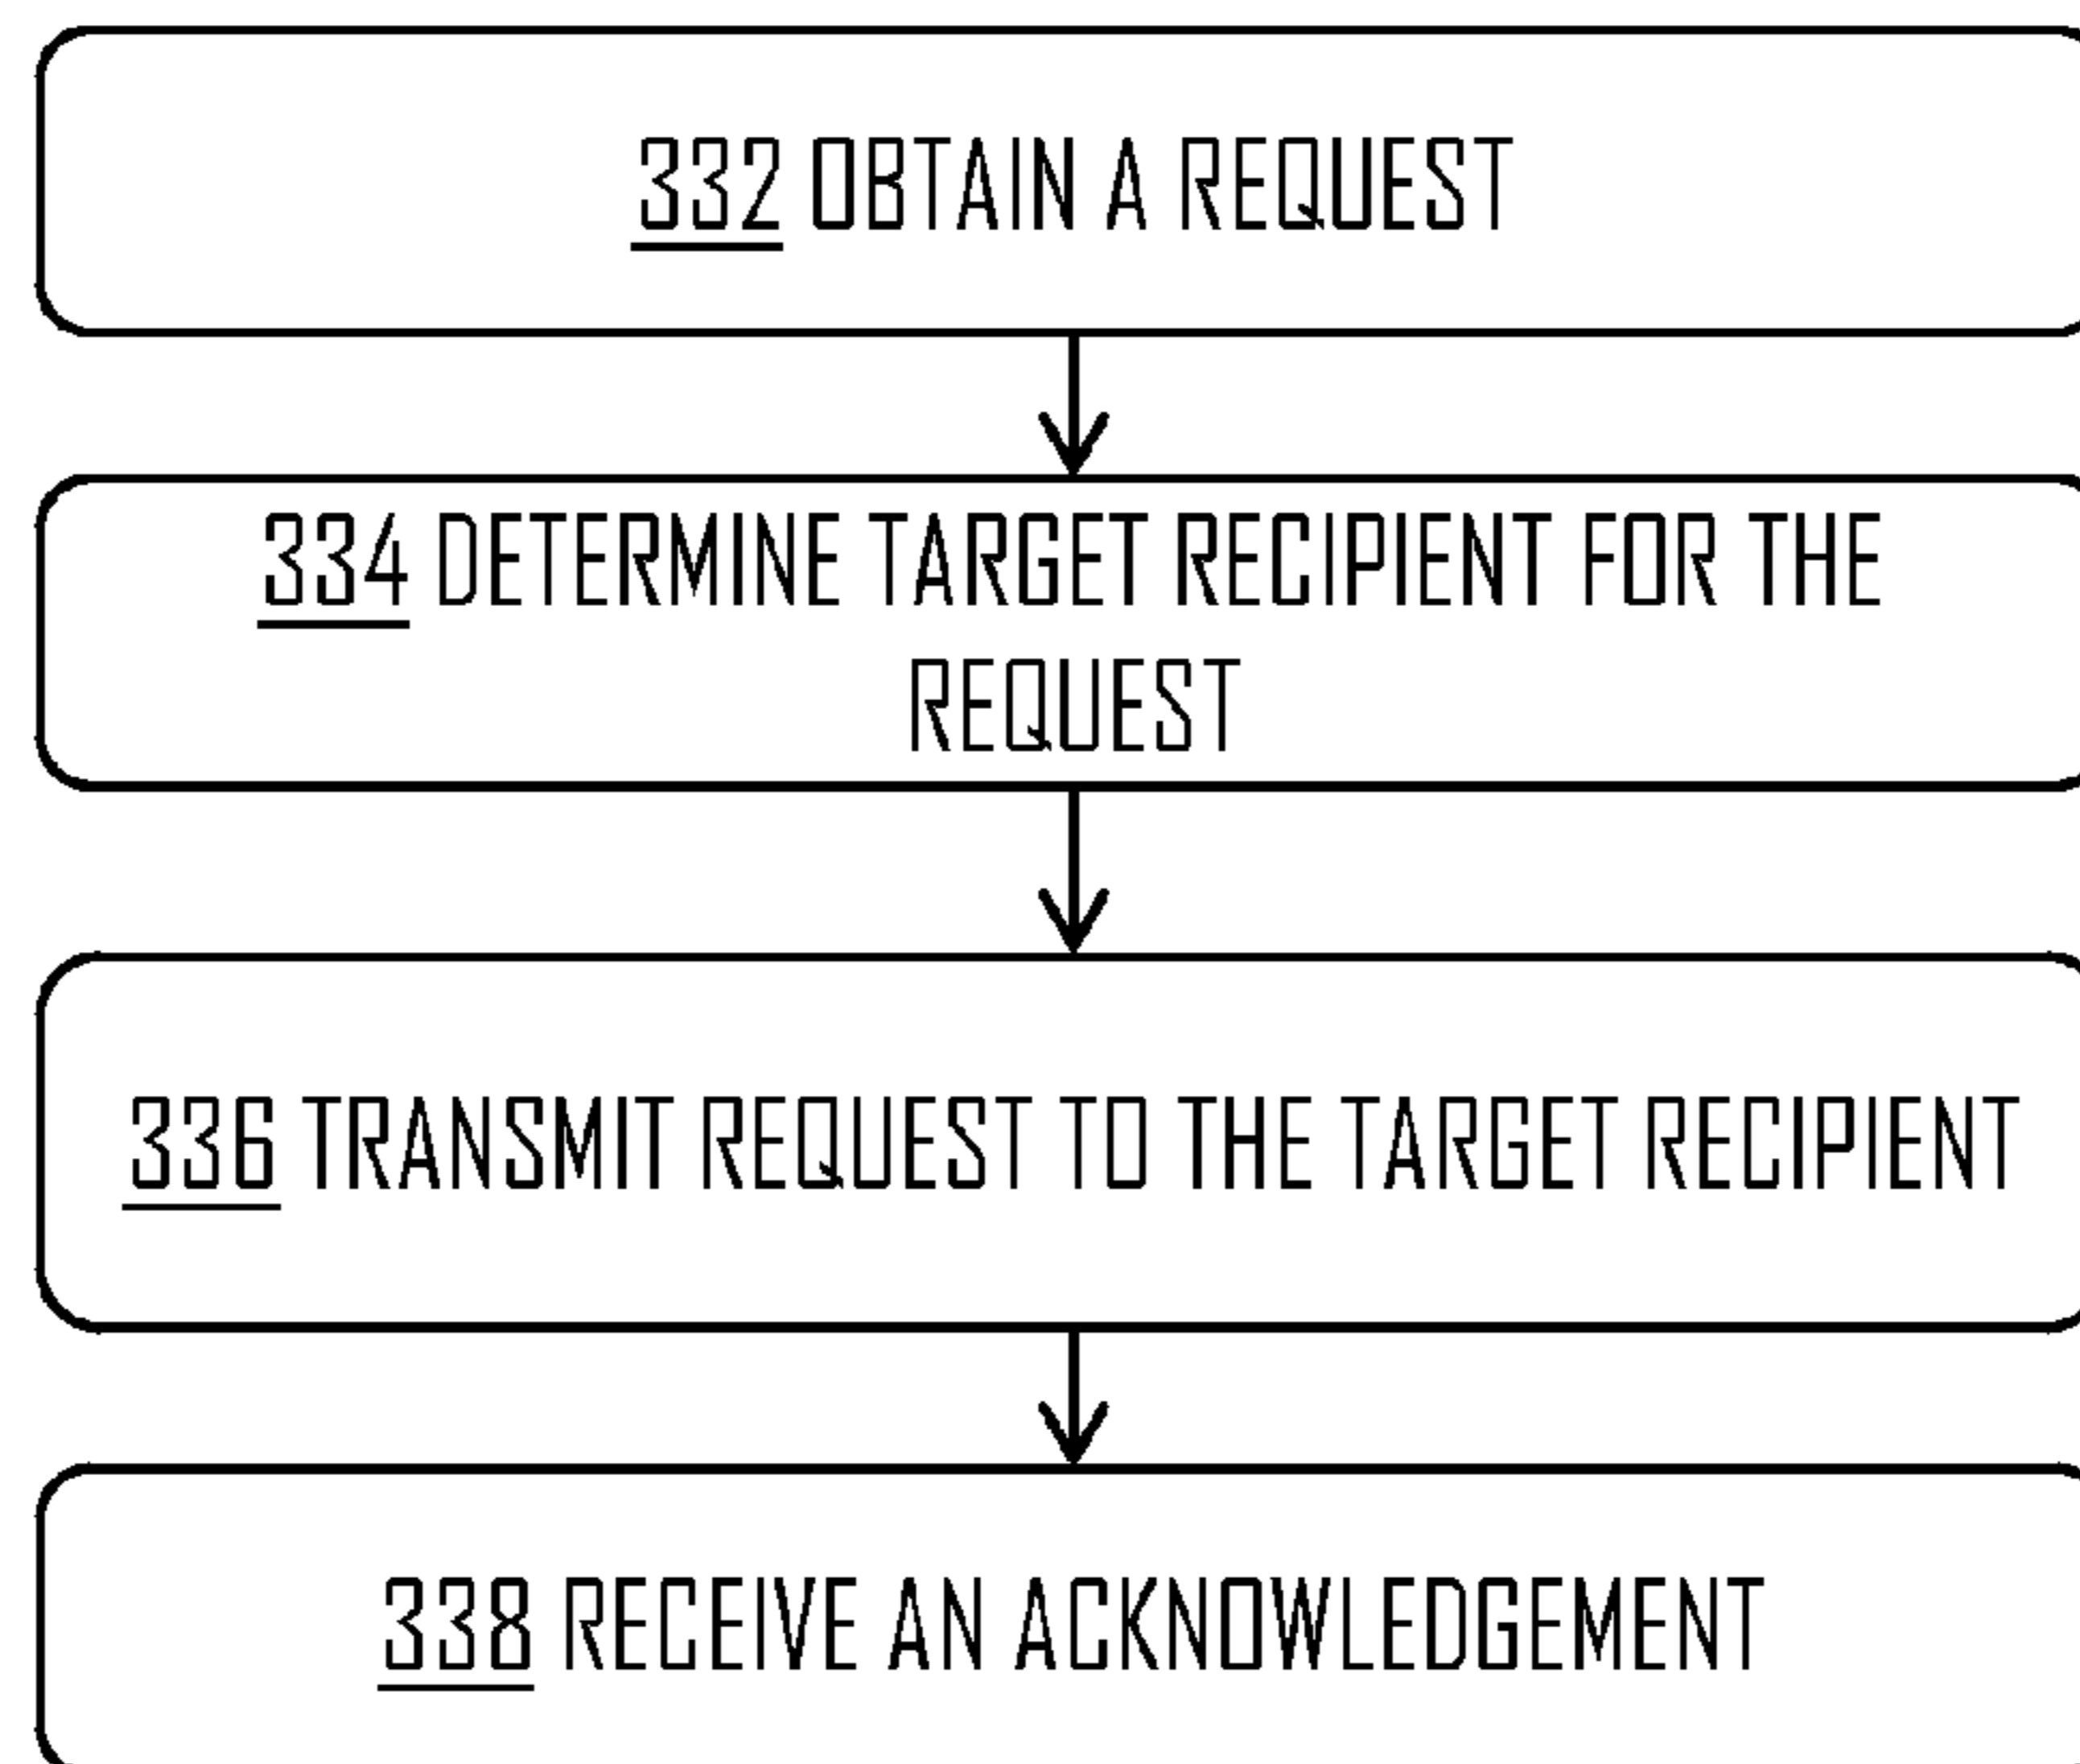 332 OBTAIN A REQUEST
334 DETERMINE TARGET RECIPIENT FOR THE
REQUEST
336 TRANSMIT REQUEST TO THE TARGET RECIPIENT
338 RECEIVE AN ACKNOWLEDGEMENT